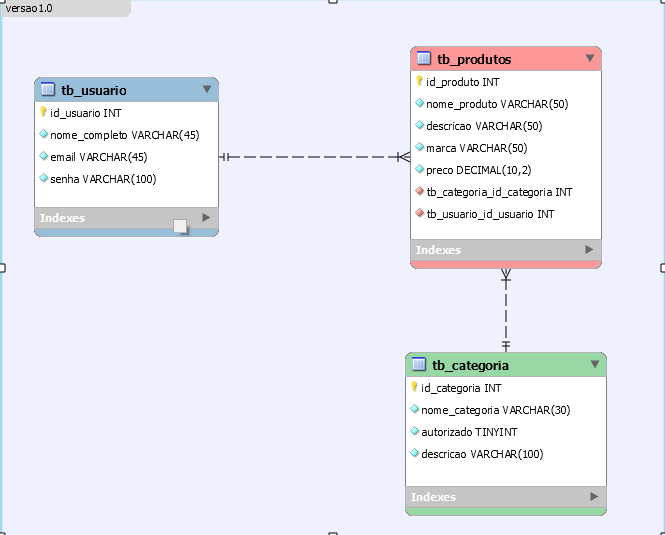 versao1.0
tb_usuario
id_usuario INT
nome_completo VARCHAR(45)
email VARCHAR(45)
senha VARCHAR(100)
Indexes
tb_produtos
id_produto INT
nome_produto VARCHAR(50)
descricao VARCHAR(50)
marca VARCHAR(50)
preco DECIMAL(10,2)
tb_categoria_id_categoria INT
tb_usuario_id_usuario INT
Indexes
tb_categoria
id_categoria INT
nome_categoria VARCHAR(30)
autorizado TINYINT
descricao VARCHAR(100)
Indexes